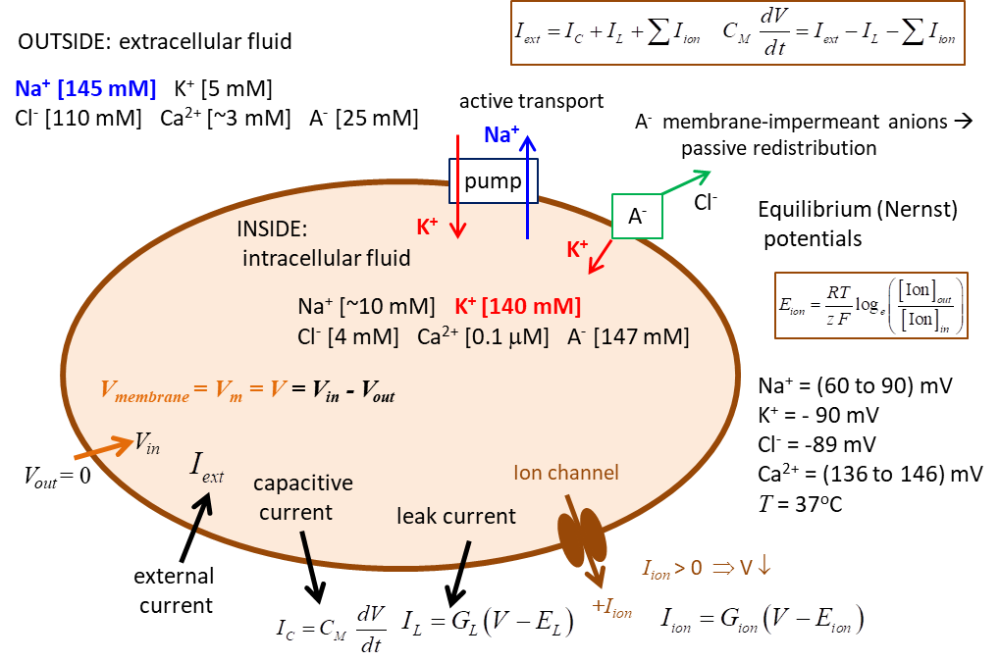 OUTSIDE: extracellular fluid
I_ext = I_C + I_L + ∑ I_ion   C_M dV/dt = I_ext − I_L − ∑ I_ion
Na⁺ [145 mM]   K⁺ [5 mM]
Cl⁻ [110 mM]   Ca²⁺ [~3 mM]   A⁻ [25 mM]
active transport
Na⁺
A⁻ membrane-impermeant anions →
passive redistribution
pump
K⁺
A⁻
Cl⁻
K⁺
Equilibrium (Nernst)
potentials
INSIDE:
intracellular fluid
E_ion = RT/zF log_e ([Ion]_out/[Ion]_in)
Na⁺ [~10 mM]   K⁺ [140 mM]
Cl⁻ [4 mM]   Ca²⁺ [0.1 μM]   A⁻ [147 mM]
V_membrane = V_m = V = V_in - V_out
Na⁺ = (60 to 90) mV
K⁺ = - 90 mV
Cl⁻ = -89 mV
Ca²⁺ = (136 to 146) mV
T = 37°C
V_in
V_out = 0
I_ext
capacitive
current
leak current
Ion channel
external
current
I_ion > 0 ⇒ V↓
+I_ion
I_C = C_M dV/dt
I_L = G_L (V − E_L)
I_ion = G_ion (V − E_ion)